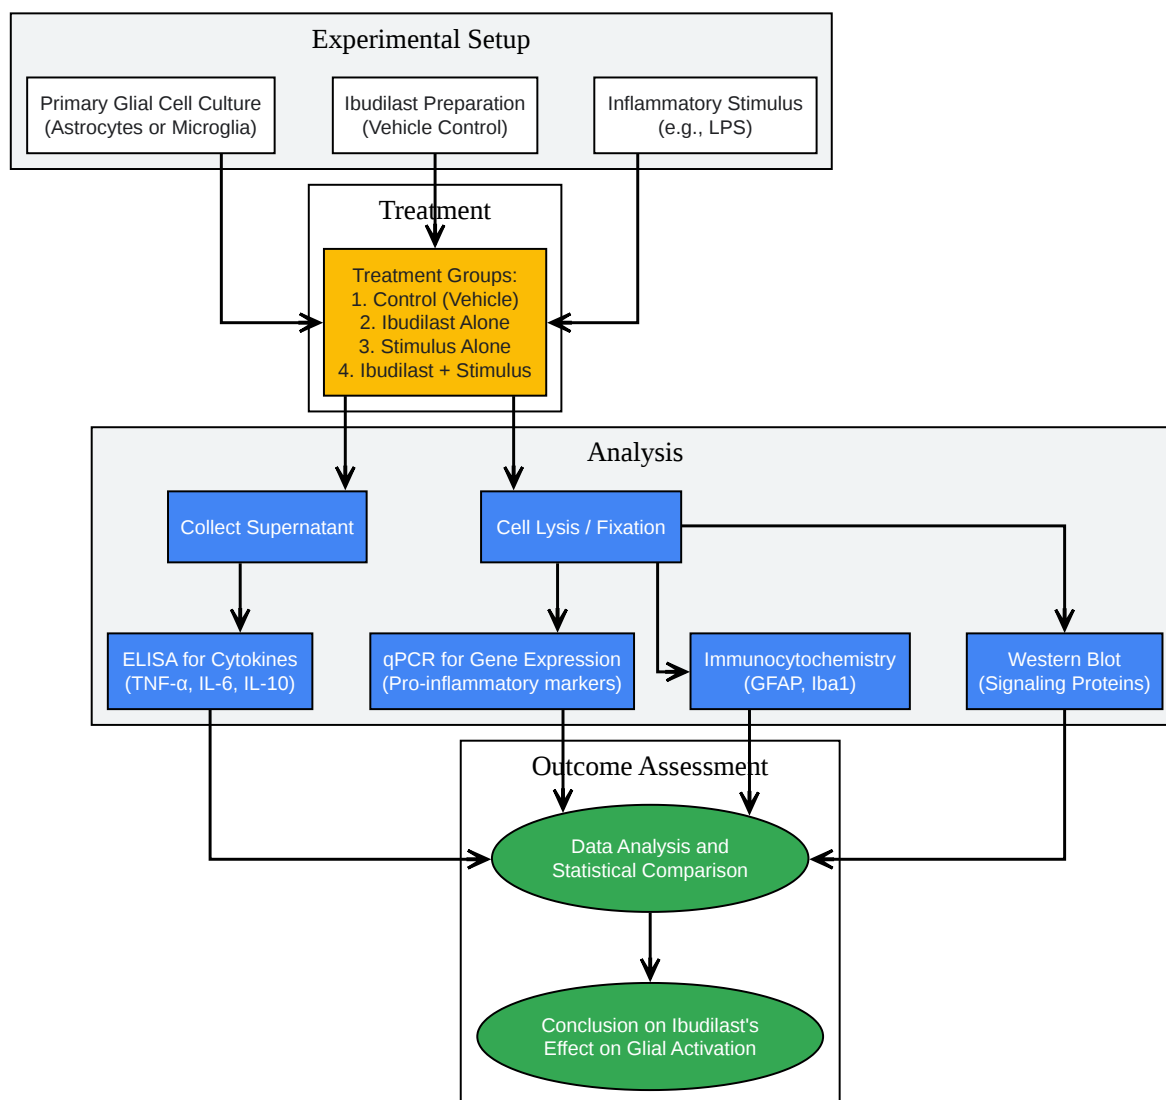 Experimental Setup
Primary Glial Cell Culture
(Astrocytes or Microglia)
Ibudilast Preparation
(Vehicle Control)
Inflammatory Stimulus
(e.g., LPS)
Treatment
Treatment Groups:
1. Control (Vehicle)
2. Ibudilast Alone
3. Stimulus Alone
4. Ibudilast + Stimulus
Analysis
Collect Supernatant
Cell Lysis / Fixation
ELISA for Cytokines
(TNF-α, IL-6, IL-10)
qPCR for Gene Expression
(Pro-inflammatory markers)
Immunocytochemistry
(GFAP, Iba1)
Western Blot
(Signaling Proteins)
Outcome Assessment
Data Analysis and
Statistical Comparison
Conclusion on Ibudilast's
Effect on Glial Activation